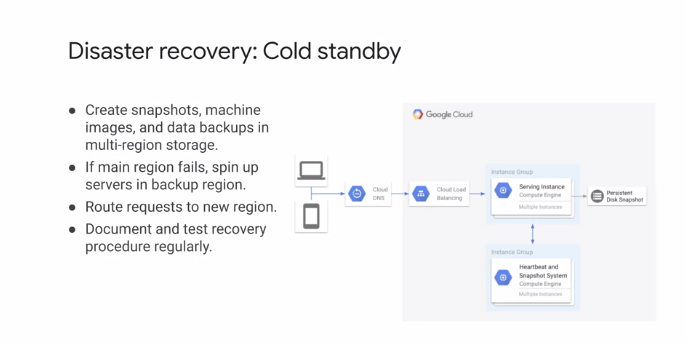 Disaster recovery: Cold standby
● Create snapshots, machine
images, and data backups in
multi-region storage.
● If main region fails, spin up
servers in backup region.
● Route requests to new region.
● Document and test recovery
procedure regularly.
Google Cloud
Cloud
DNS
Cloud Load
Balancing
Instance Group
Serving Instance
Compute Engine
Multiple Instances
Persistent
Disk Snapshot
Instance Group
Heartbeat and
Snapshot System
Compute Engine
Multiple Instances